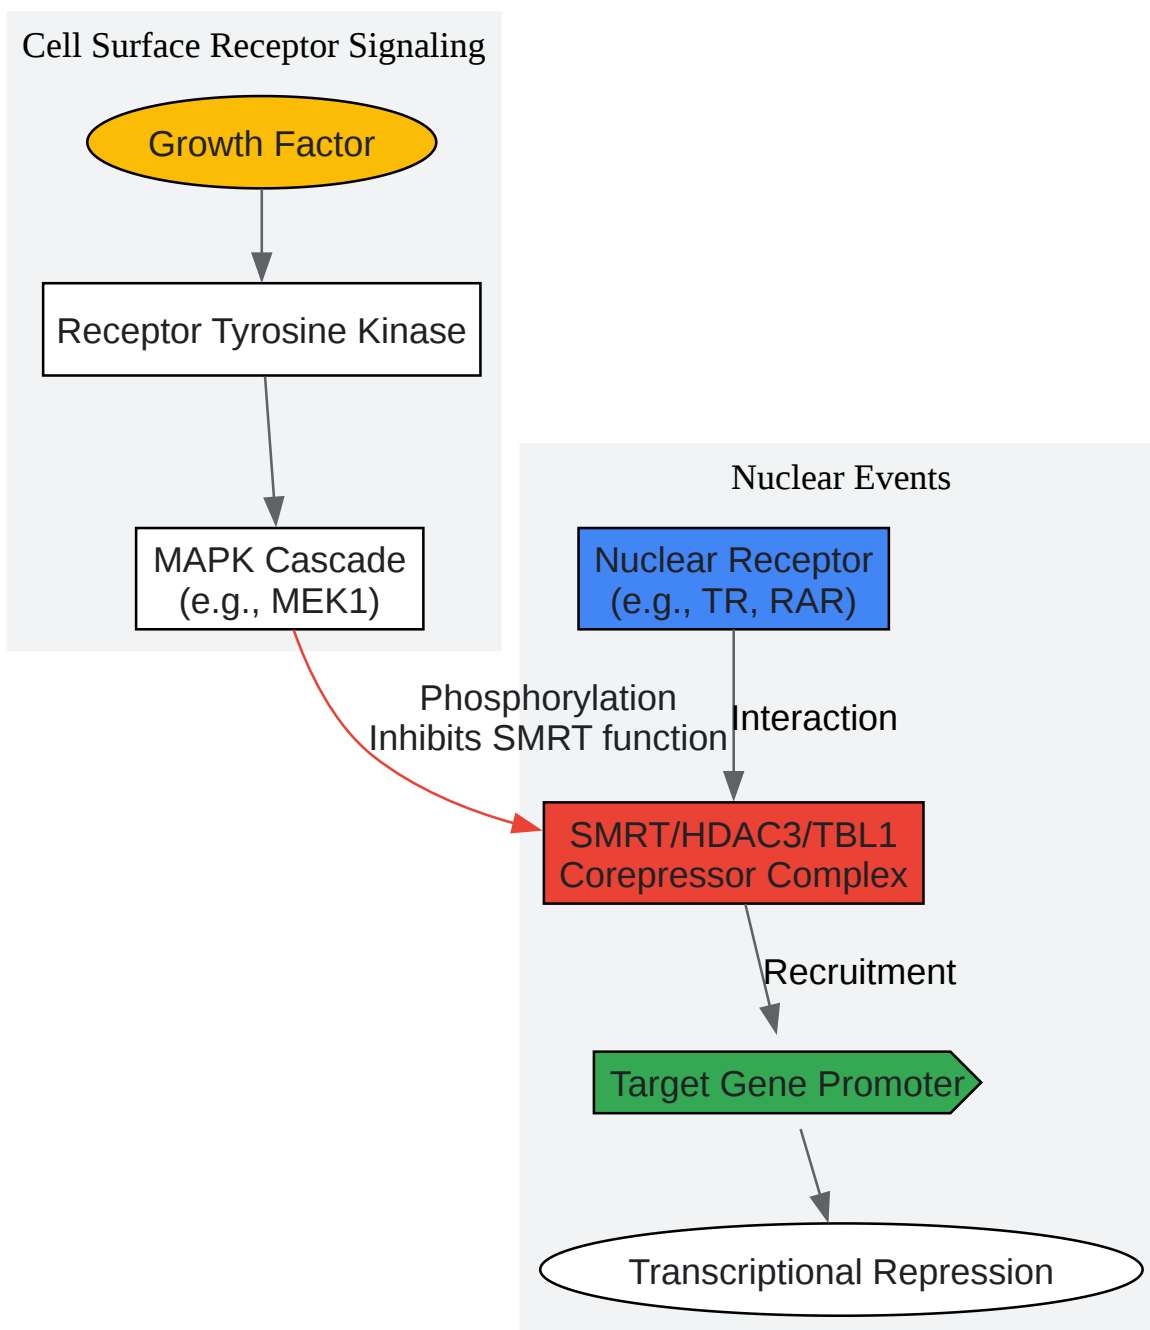 Cell Surface Receptor Signaling
Growth Factor
Receptor Tyrosine Kinase
MAPK Cascade
(e.g., MEK1)
Nuclear Events
Nuclear Receptor
(e.g., TR, RAR)
Phosphorylation
Inhibits SMRT function
Interaction
SMRT/HDAC3/TBL1
Corepressor Complex
Recruitment
Target Gene Promoter
Transcriptional Repression